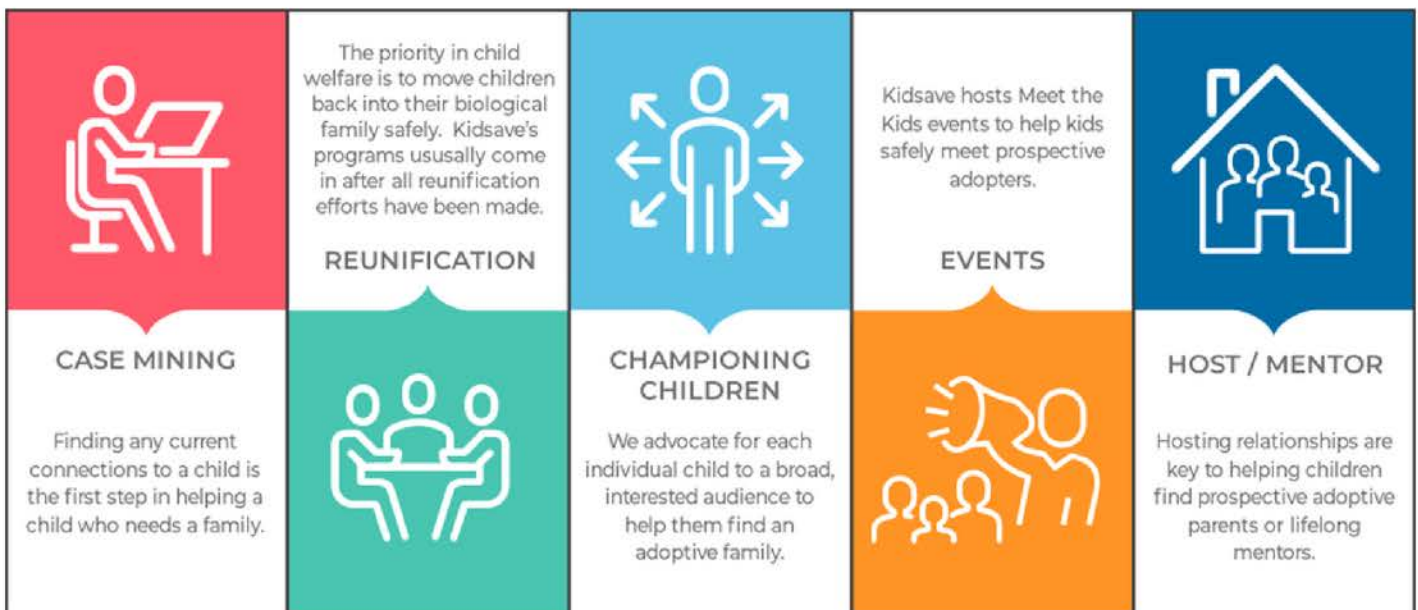 CASE MINING
Finding any current
connections to a child is
the first step in helping a
child who needs a family.
The priority in child
welfare is to move children
back into their biological
family safely. Kidsave's
programs ususally come
in after all reunification
efforts have been made.
REUNIFICATION
CHAMPIONING
CHILDREN
We advocate for each
individual child to a broad,
interested audience to
help them find an
adoptive family.
Kidsave hosts Meet the
Kids events to help kids
safely meet prospective
adopters.
EVENTS
HOST / MENTOR
Hosting relationships are
key to helping children
find prospective adoptive
parents or lifelong
mentors.